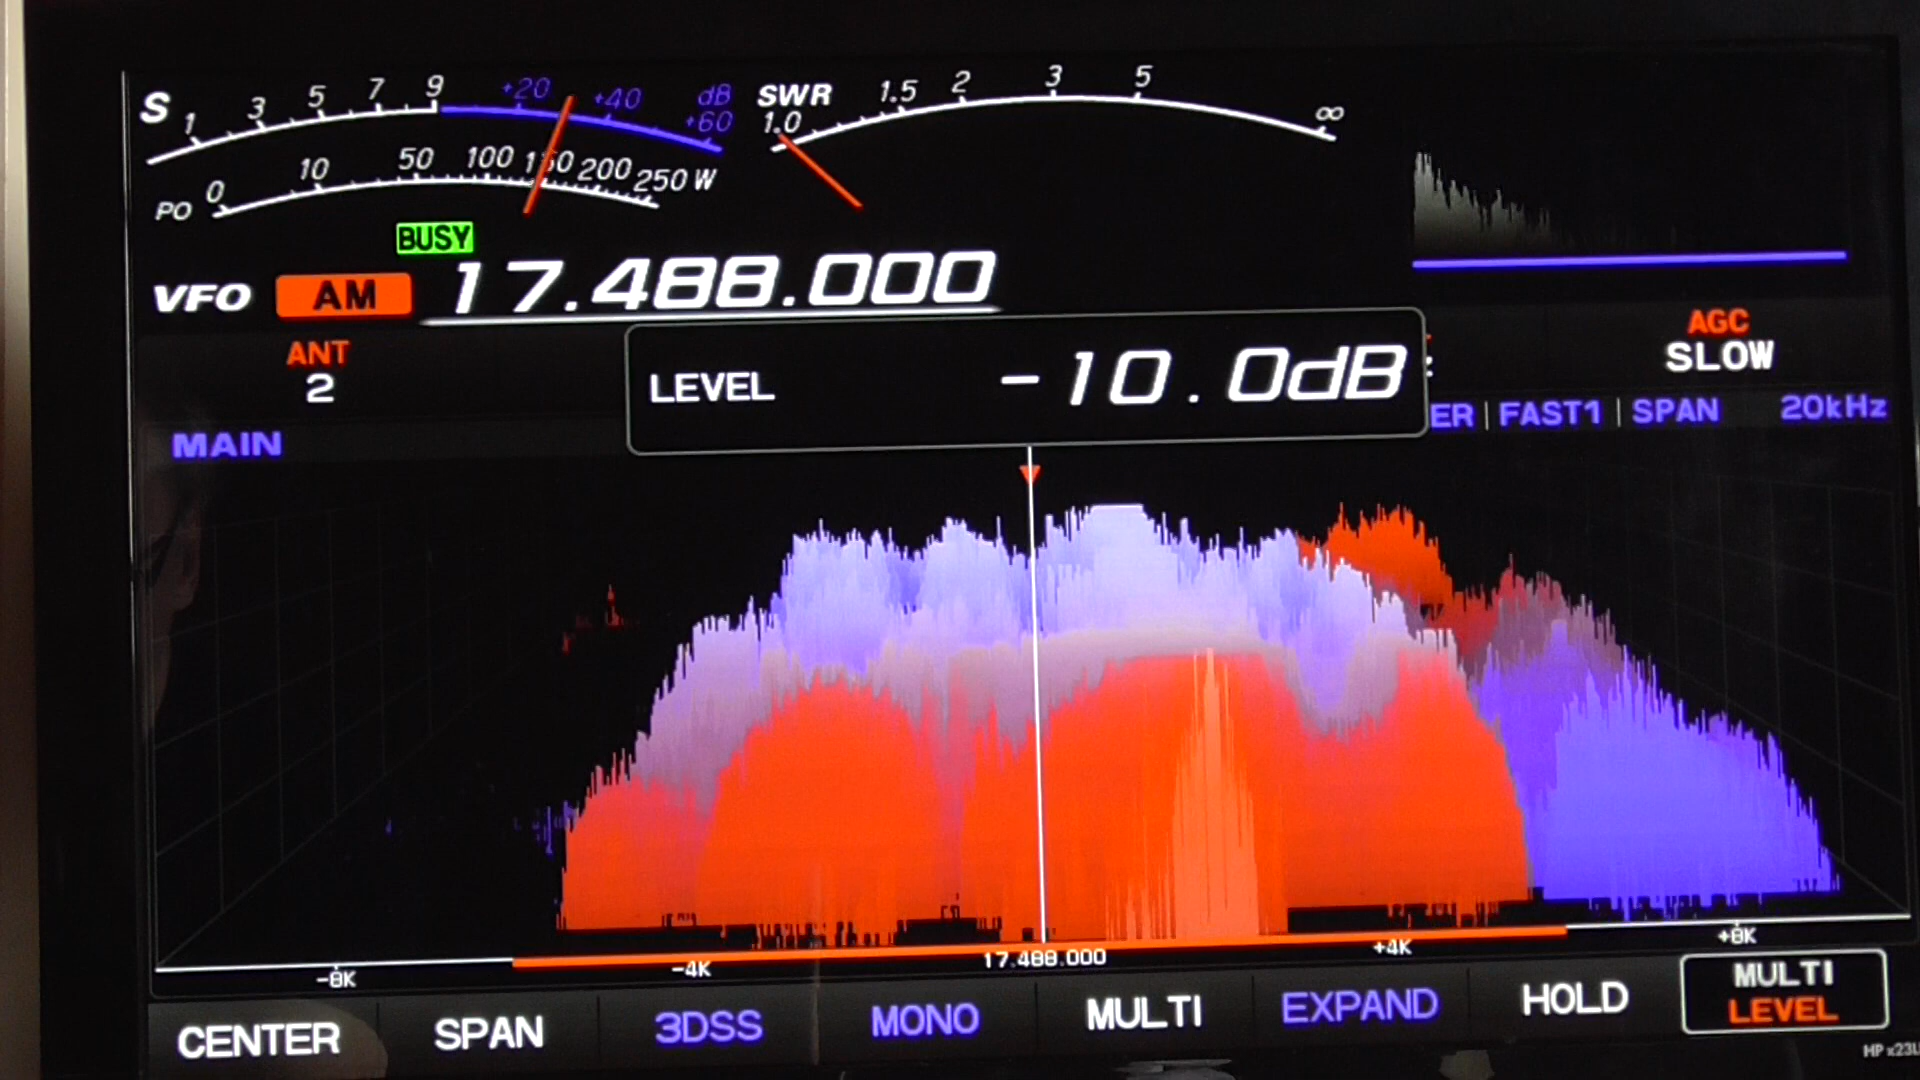 S 1 3 5 7 9 +20 +40 dB +60
SWR 1.0 1.5 2 3 5 ∞
PO 0 10 50 100 150 200 250 W
BUSY
VFO AM 17.488.000
ANT
2
LEVEL -10.0dB
AGC
SLOW
MAIN
ER | FAST1 | SPAN 20kHz
-8K -4K 17.488.000 +4K +8K
CENTER SPAN 3DSS MONO MULTI EXPAND HOLD MULTI
LEVEL